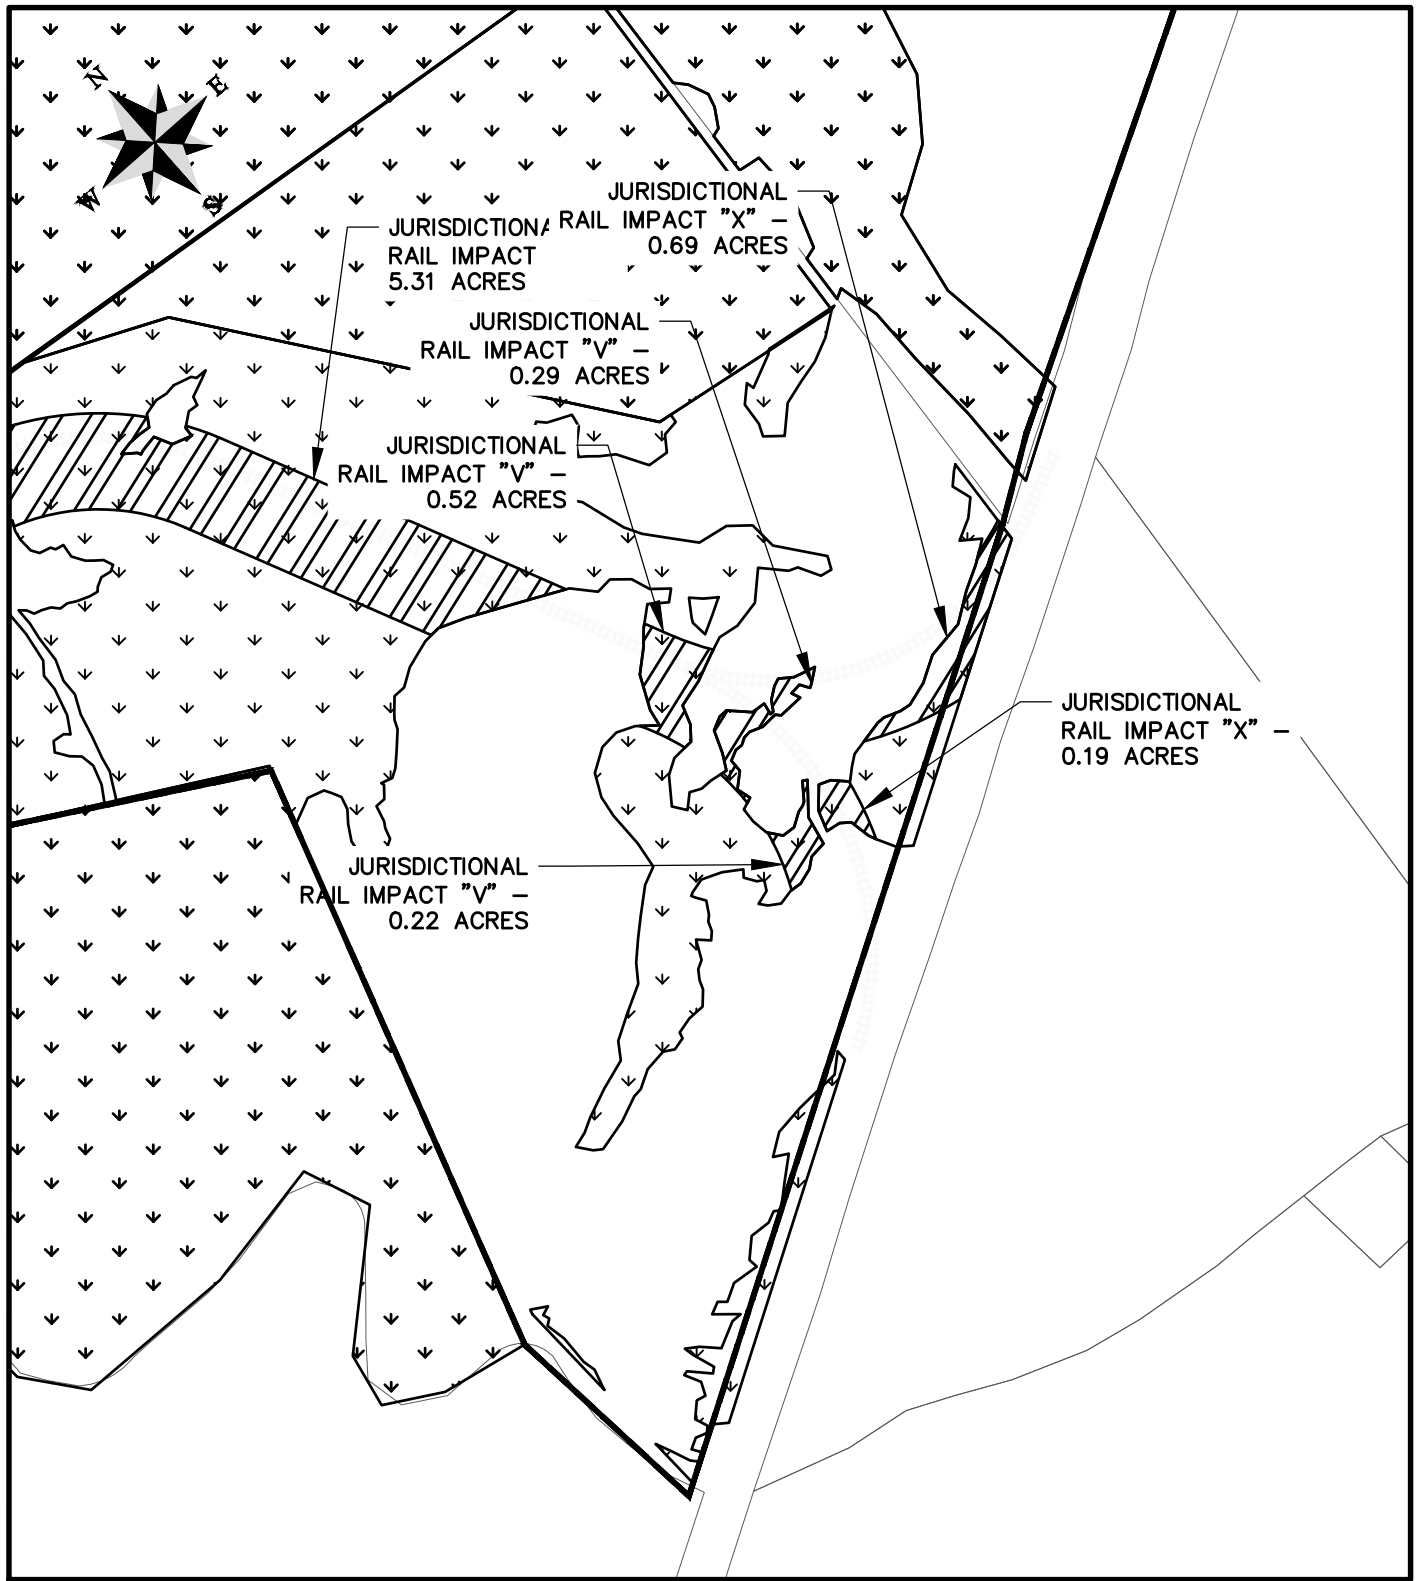 N
E
W
S
JURISDICTIONAL
RAIL IMPACT "X" –
0.69 ACRES
JURISDICTIONA
RAIL IMPACT
5.31 ACRES
JURISDICTIONAL
RAIL IMPACT "V" –
0.29 ACRES
JURISDICTIONAL
RAIL IMPACT "V" –
0.52 ACRES
JURISDICTIONAL
RAIL IMPACT "X" –
0.19 ACRES
JURISDICTIONAL
RAIL IMPACT "V" –
0.22 ACRES